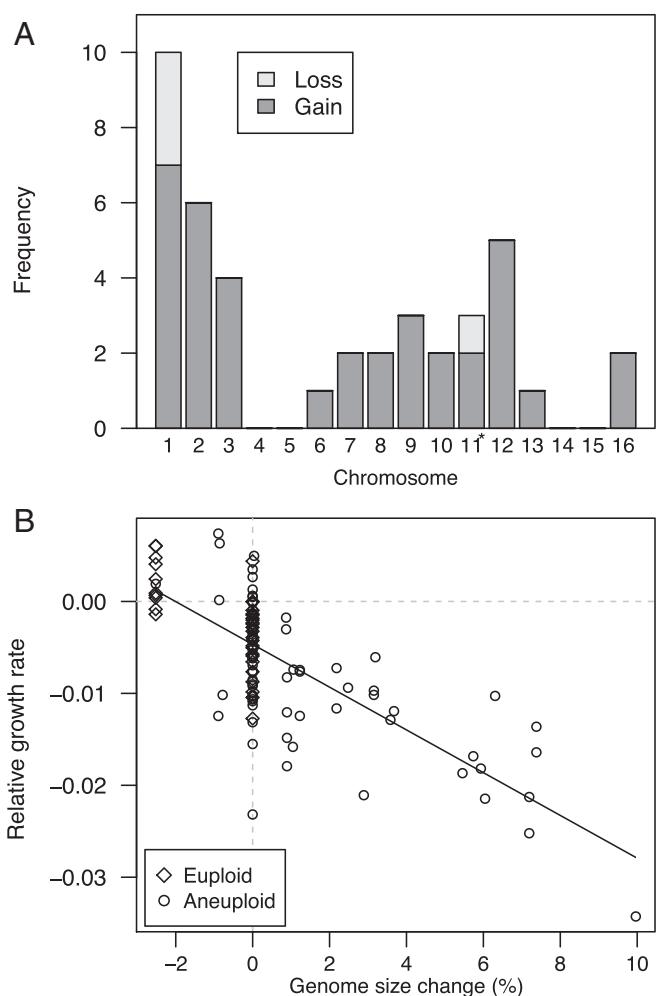 A
10
8
6
4
2
0
Frequency
Loss
Gain
1 2 3 4 5 6 7 8 9 10 11* 12 13 14 15 16
Chromosome
B
0.00
−0.01
−0.02
−0.03
Relative growth rate
Euploid
Aneuploid
−2 0 2 4 6 8 10
Genome size change (%)